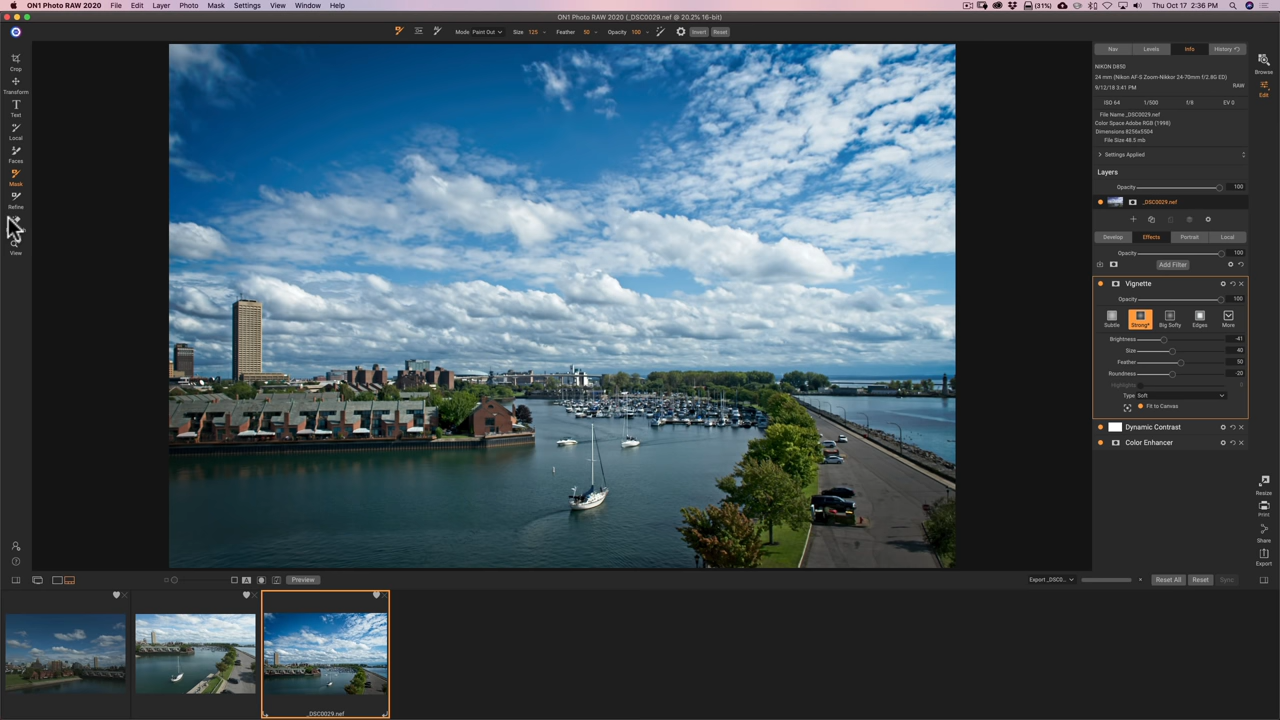 ON1 Photo RAW 2020 File Edit Layer Photo Mask Settings View Window Help (31%) Thu Oct 17 2:36 PM
ON1 Photo RAW 2020 (_DSC0029.nef @ 20.2% 16-bit)
Mode Paint Out Size 125 Feather 50 Opacity 100 Invert Reset
Crop
Transform
Text
Local
Faces
Mask
Refine
View
Nav Levels Info History
NIKON D850
24 mm (Nikon AF-S Zoom-Nikkor 24-70mm f/2.8G ED)
9/12/18 3:41 PM RAW
ISO 64 1/500 f/8 EV 0
File Name _DSC0029.nef
Color Space Adobe RGB (1998)
Dimensions 8256x5504
File Size 48.5 mb
Settings Applied
Layers
Opacity 100
_DSC0029.nef
Develop Effects Portrait Local
Opacity 100
Add Filter
Vignette
Opacity 100
Subtle Strong* Big Softy Edges More
Brightness -41
Size 40
Feather 50
Roundness -20
Highlights 0
Type Soft
Fit to Canvas
Dynamic Contrast
Color Enhancer
Browse
Edit
Resize
Print
Share
Export
A Preview Export _DSC0... Reset All Reset Sync
_DSC0029.nef